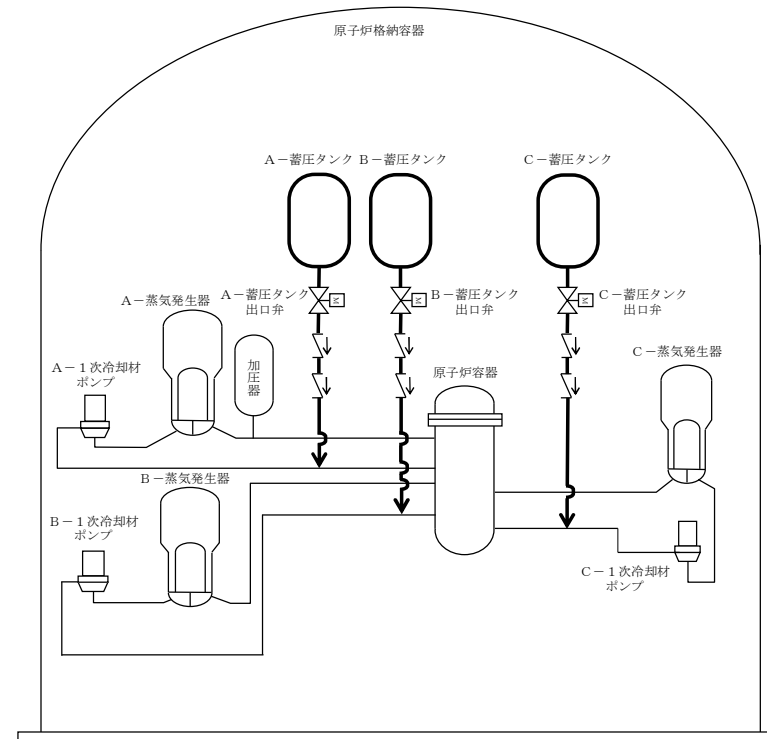 原子炉格納容器
A－蓄圧タンク
B－蓄圧タンク
C－蓄圧タンク
A－蒸気発生器
A－蓄圧タンク
出口弁
M
B－蓄圧タンク
出口弁
M
C－蓄圧タンク
出口弁
M
A－１次冷却材
ポンプ
加圧器
原子炉容器
C－蒸気発生器
B－蒸気発生器
B－１次冷却材
ポンプ
C－１次冷却材
ポンプ